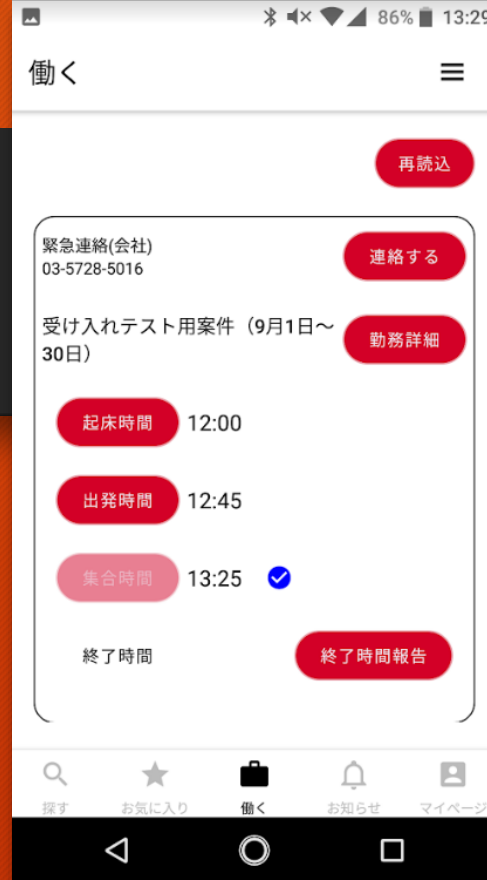 86% 13:29
働く
再読込
緊急連絡(会社)
03-5728-5016
連絡する
受け入れテスト用案件（9月1日～
30日）
勤務詳細
起床時間 12:00
出発時間 12:45
集合時間 13:25
終了時間 終了時間報告
探す お気に入り 働く お知らせ マイページ